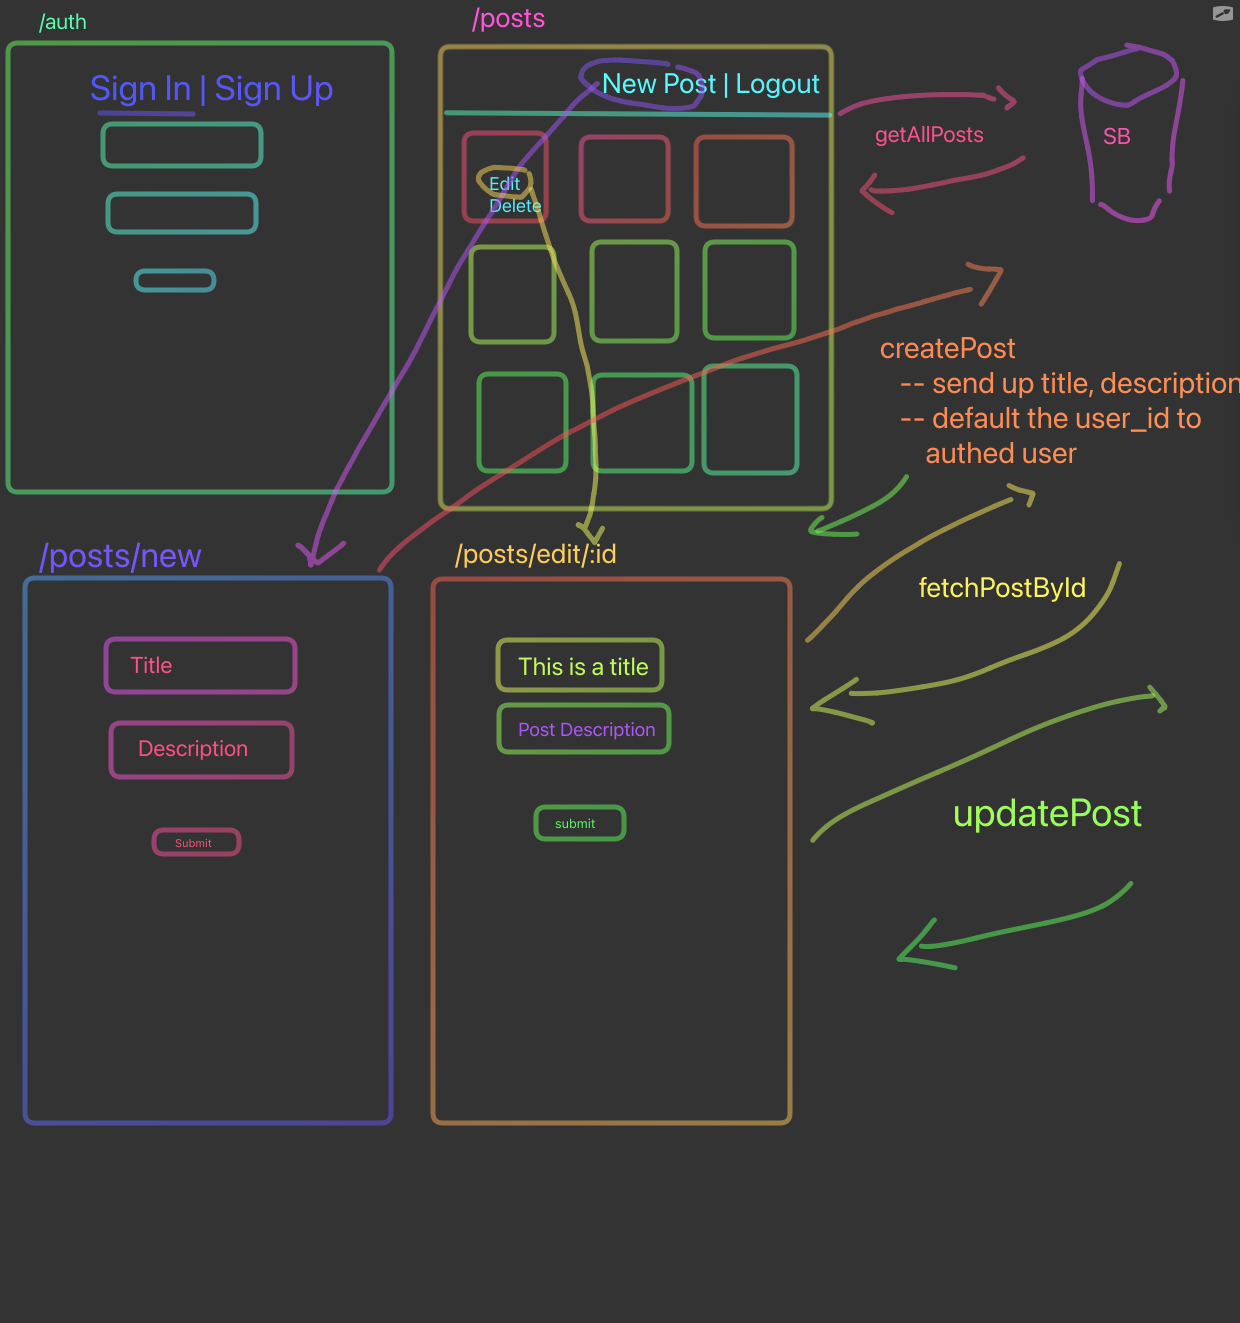 /auth
Sign In | Sign Up
/posts
New Post | Logout
Edit
Delete
getAllPosts
SB
createPost
-- send up title, description
-- default the user_id to
authed user
/posts/new
Title
Description
Submit
/posts/edit/:id
This is a title
Post Description
submit
fetchPostById
updatePost